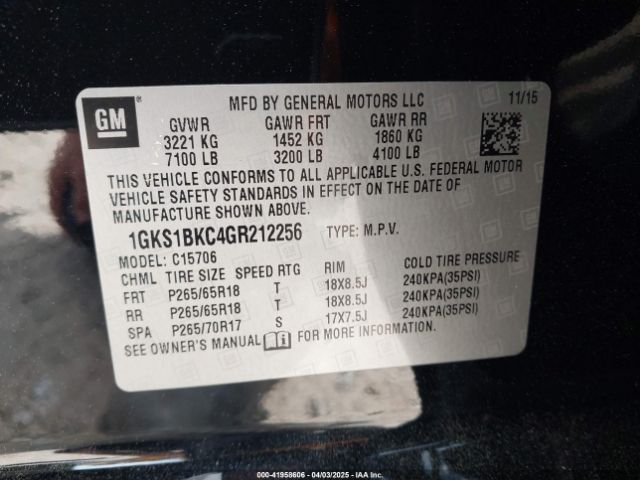 GM ®
MFD BY GENERAL MOTORS LLC 11/15
GVWR GAWR FRT GAWR RR
3221 KG 1452 KG 1860 KG
7100 LB 3200 LB 4100 LB
THIS VEHICLE CONFORMS TO ALL APPLICABLE U.S. FEDERAL MOTOR
VEHICLE SAFETY STANDARDS IN EFFECT ON THE DATE OF
MANUFACTURE SHOWN ABOVE.
1GKS1BKC4GR212256 TYPE: M.P.V.
MODEL: C15706
CHML TIRE SIZE SPEED RTG RIM COLD TIRE PRESSURE
FRT P265/65R18 T 18X8.5J 240KPA(35PSI)
RR P265/65R18 T 18X8.5J 240KPA(35PSI)
SPA P265/70R17 S 17X7.5J 240KPA(35PSI)
SEE OWNER'S MANUAL FOR MORE INFORMATION.
© -41958606 - 04/03/2025 - IAAI, Inc.